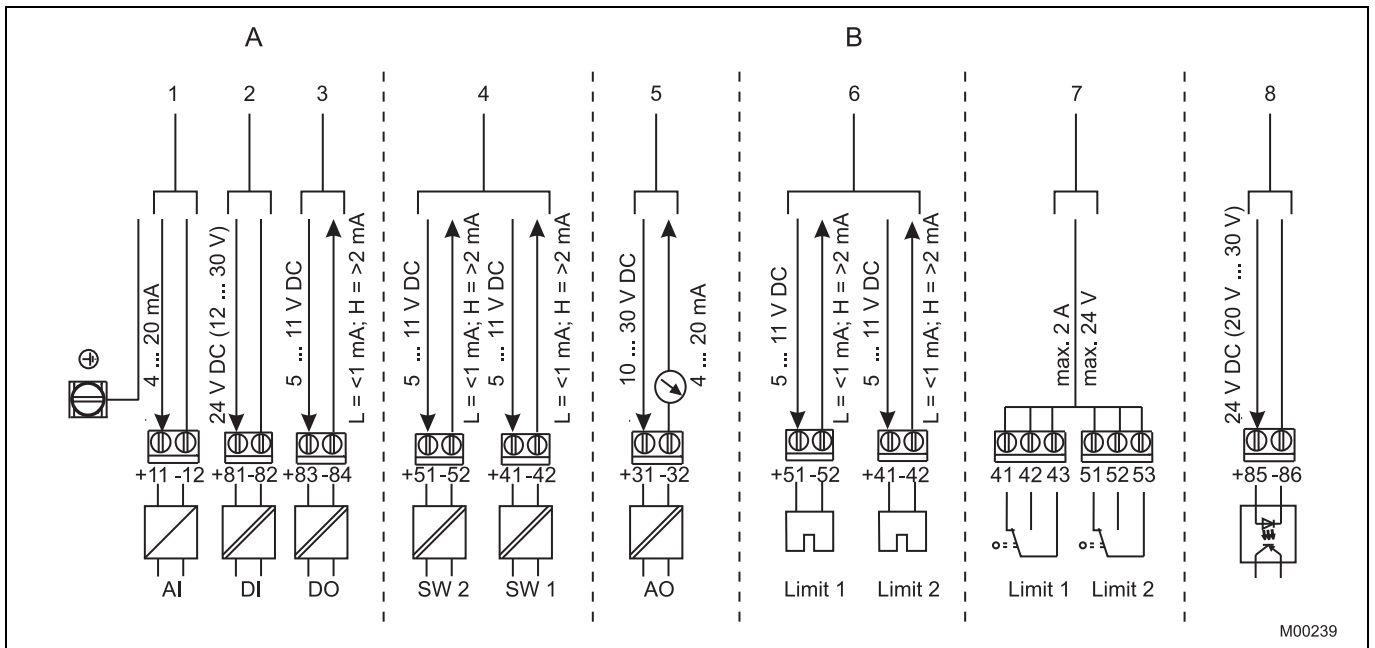 A B
1 2 3 4 5 6 7 8
4 ... 20 mA
24 V DC (12 ... 30 V)
5 ... 11 V DC
L = <1 mA; H = >2 mA
5 ... 11 V DC
L = <1 mA; H = >2 mA
5 ... 11 V DC
L = <1 mA; H = >2 mA
10 ... 30 V DC
4 ... 20 mA
5 ... 11 V DC
L = <1 mA; H = >2 mA
5 ... 11 V DC
L = <1 mA; H = >2 mA
max. 2 A
max. 24 V
24 V DC (20 V ... 30 V)
+11 -12 +81-82 +83 -84 +51-52 +41-42 +31 -32 +51-52 +41-42 41 42 43 51 52 53 +85 -86
AI DI DO SW 2 SW 1 AO Limit 1 Limit 2 Limit 1 Limit 2
M00239